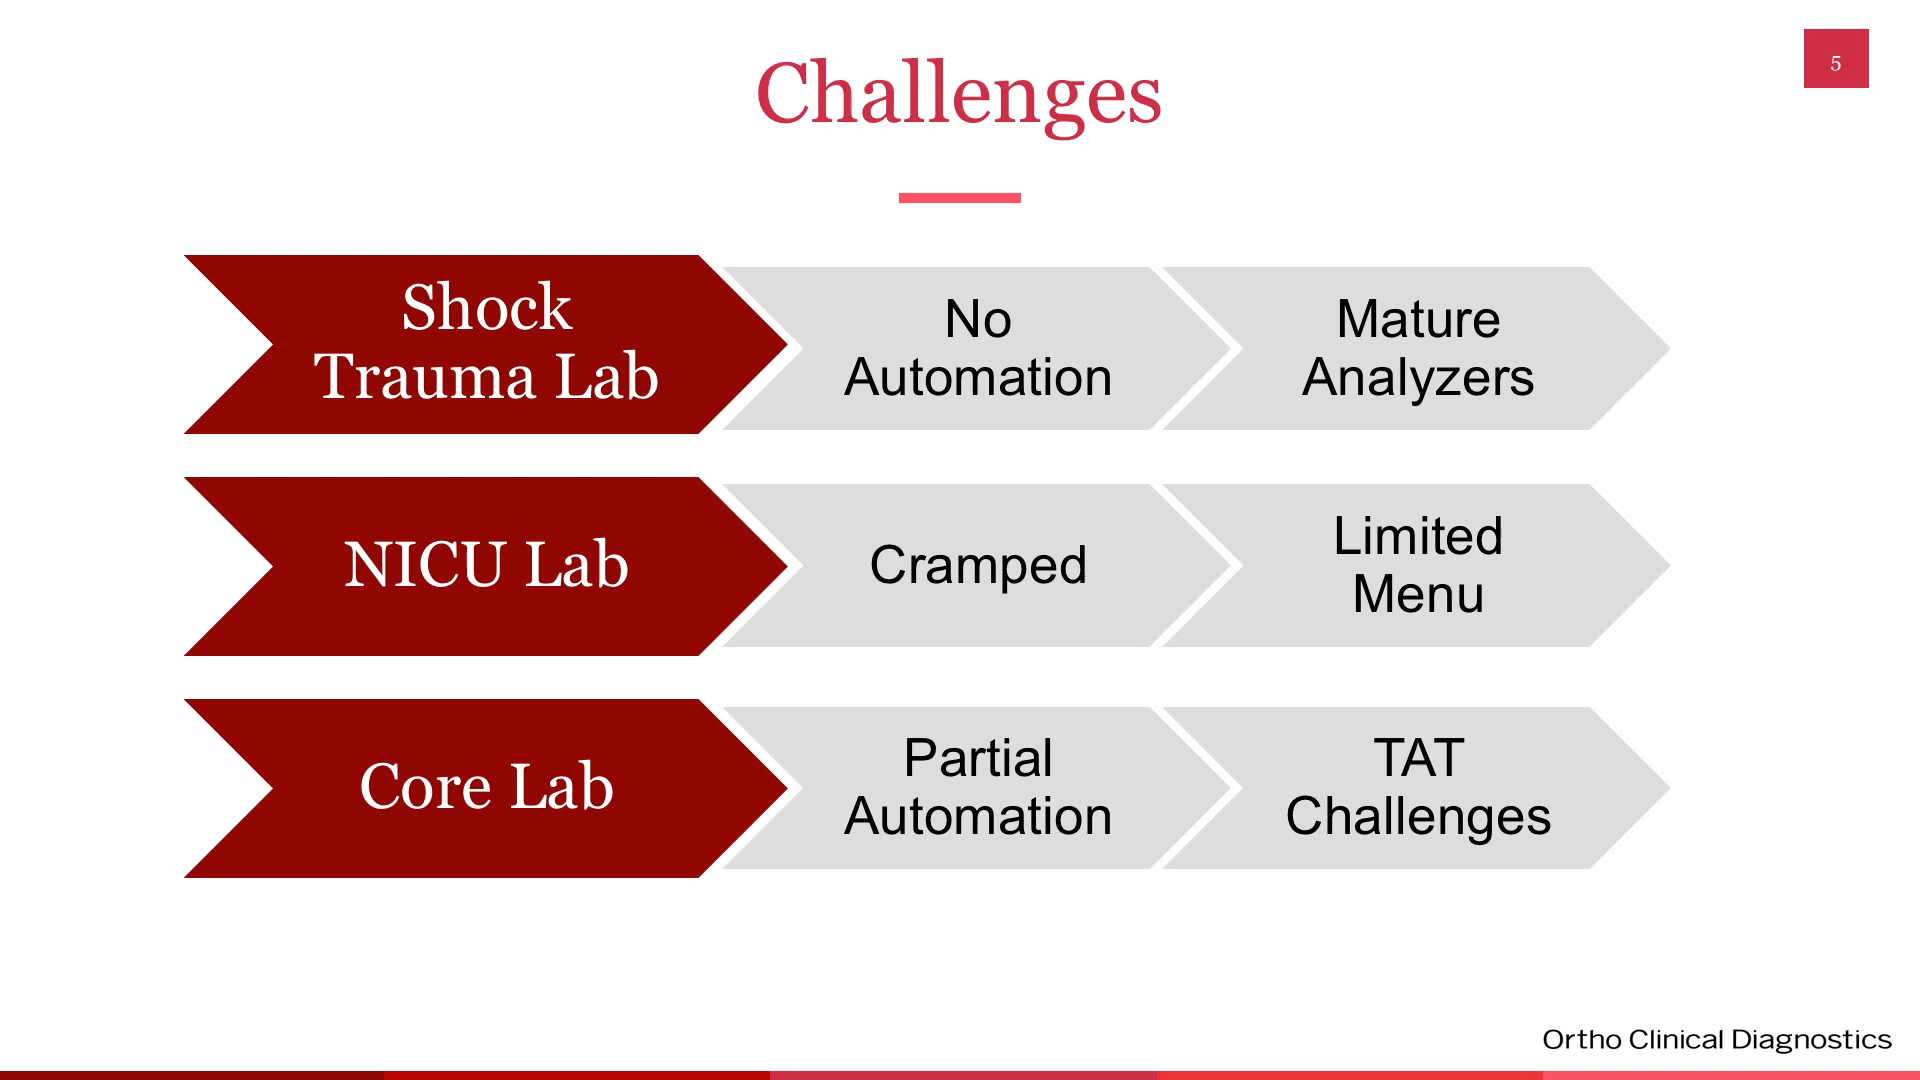 Challenges
5
Shock
Trauma Lab
No
Automation
Mature
Analyzers
NICU Lab
Cramped
Limited
Menu
Core Lab
Partial
Automation
TAT
Challenges
Ortho Clinical Diagnostics